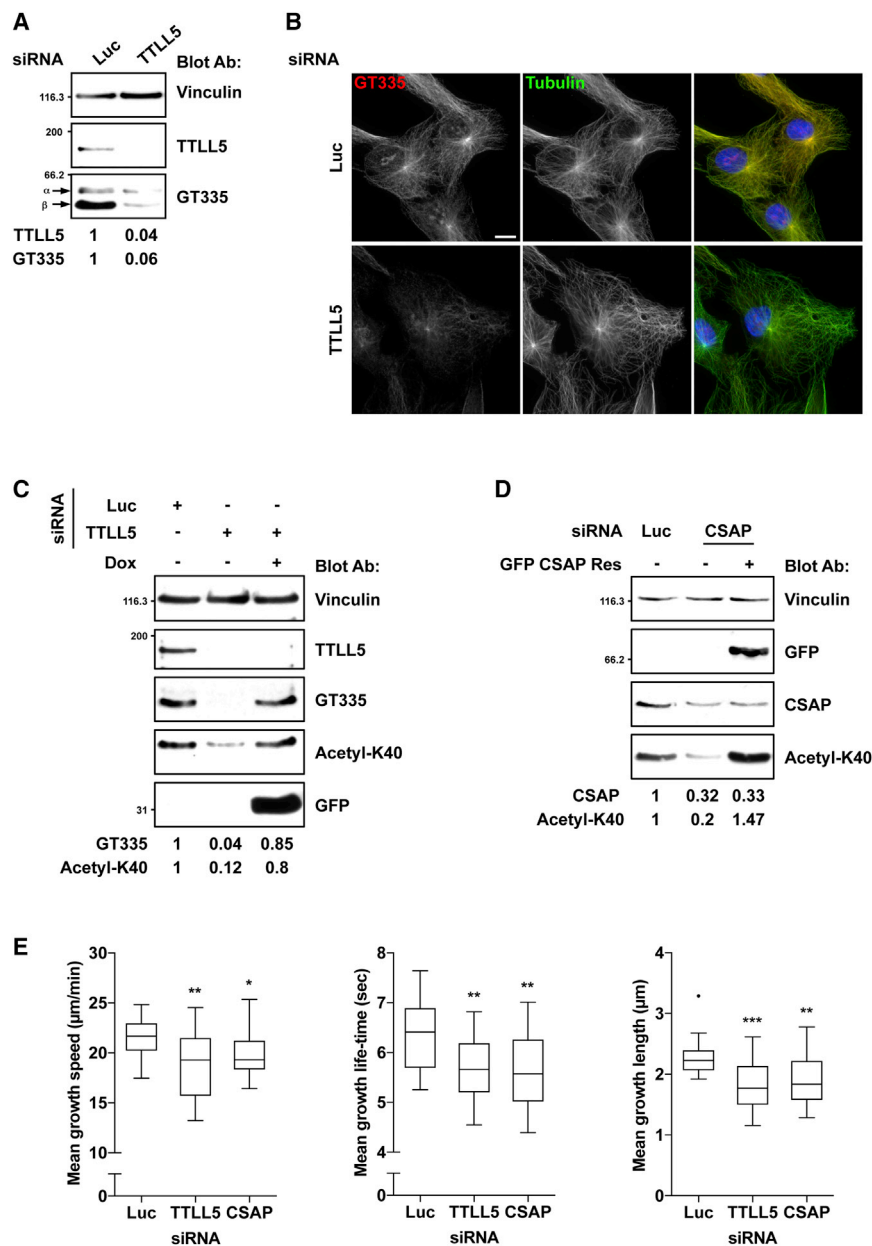 A
siRNA Luc TTLL5 Blot Ab:
116.3 Vinculin
200
TTLL5
66.2
α
β
GT335
TTLL5 1 0.04
GT335 1 0.06
B
siRNA
GT335 Tubulin
Luc
TTLL5
C
siRNA
Luc + - -
TTLL5 - + +
Dox - - + Blot Ab:
116.3 Vinculin
200
TTLL5
GT335
Acetyl-K40
31 GFP
GT335 1 0.04 0.85
Acetyl-K40 1 0.12 0.8
D
siRNA Luc CSAP
GFP CSAP Res - - + Blot Ab:
116.3 Vinculin
66.2 GFP
CSAP
Acetyl-K40
CSAP 1 0.32 0.33
Acetyl-K40 1 0.2 1.47
E
Mean growth speed (μm/min)
30
25
20
15
10
0
** *
Luc TTLL5 CSAP
siRNA
Mean growth life-time (sec)
8
7
6
5
4
0
** **
Luc TTLL5 CSAP
siRNA
Mean growth length (μm)
4
3
2
1
0
*** **
Luc TTLL5 CSAP
siRNA